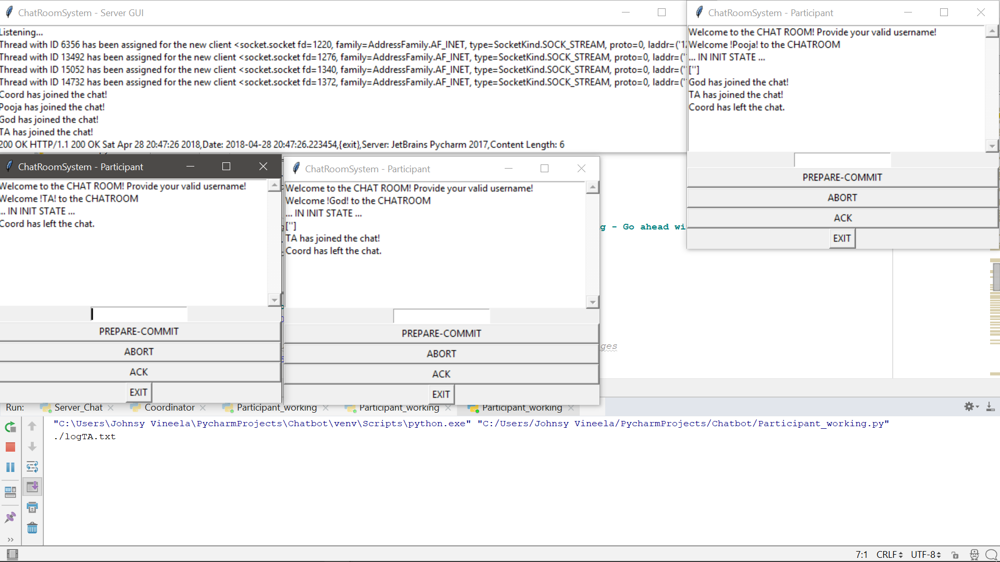 ChatRoomSystem - Server GUI
Listening...
Thread with ID 6356 has been assigned for the new client <socket.socket fd=1220, family=AddressFamily.AF_INET, type=SocketKind.SOCK_STREAM, proto=0, laddr=('12
Thread with ID 13492 has been assigned for the new client <socket.socket fd=1276, family=AddressFamily.AF_INET, type=SocketKind.SOCK_STREAM, proto=0, laddr=('
Thread with ID 15052 has been assigned for the new client <socket.socket fd=1340, family=AddressFamily.AF_INET, type=SocketKind.SOCK_STREAM, proto=0, laddr=('
Thread with ID 14732 has been assigned for the new client <socket.socket fd=1372, family=AddressFamily.AF_INET, type=SocketKind.SOCK_STREAM, proto=0, laddr=('
Coord has joined the chat!
Pooja has joined the chat!
God has joined the chat!
TA has joined the chat!
200 OK HTTP/1.1 200 OK Sat Apr 28 20:47:26 2018,Date: 2018-04-28 20:47:26.223454,{exit},Server: JetBrains Pycharm 2017,Content Length: 6
ChatRoomSystem - Participant
Welcome to the CHAT ROOM! Provide your valid username!
Welcome !Pooja! to the CHATROOM
... IN INIT STATE ...
['']
God has joined the chat!
TA has joined the chat!
Coord has left the chat.
PREPARE-COMMIT
ABORT
ACK
EXIT
ChatRoomSystem - Participant
Welcome to the CHAT ROOM! Provide your valid username!
Welcome !TA! to the CHATROOM
... IN INIT STATE ...
Coord has left the chat.
PREPARE-COMMIT
ABORT
ACK
EXIT
ChatRoomSystem - Participant
Welcome to the CHAT ROOM! Provide your valid username!
Welcome !God! to the CHATROOM
... IN INIT STATE ...
['']
TA has joined the chat!
Coord has left the chat.
PREPARE-COMMIT
ABORT
ACK
EXIT
g - Go ahead wi
ges
Run: Server_Chat Coordinator Participant_working Participant_working Participant_working
"C:\Users\Johnsy Vineela\PycharmProjects\Chatbot\venv\Scripts\python.exe" "C:/Users/Johnsy Vineela/PycharmProjects/Chatbot/Participant_working.py"
./logTA.txt
7:1 CRLF UTF-8